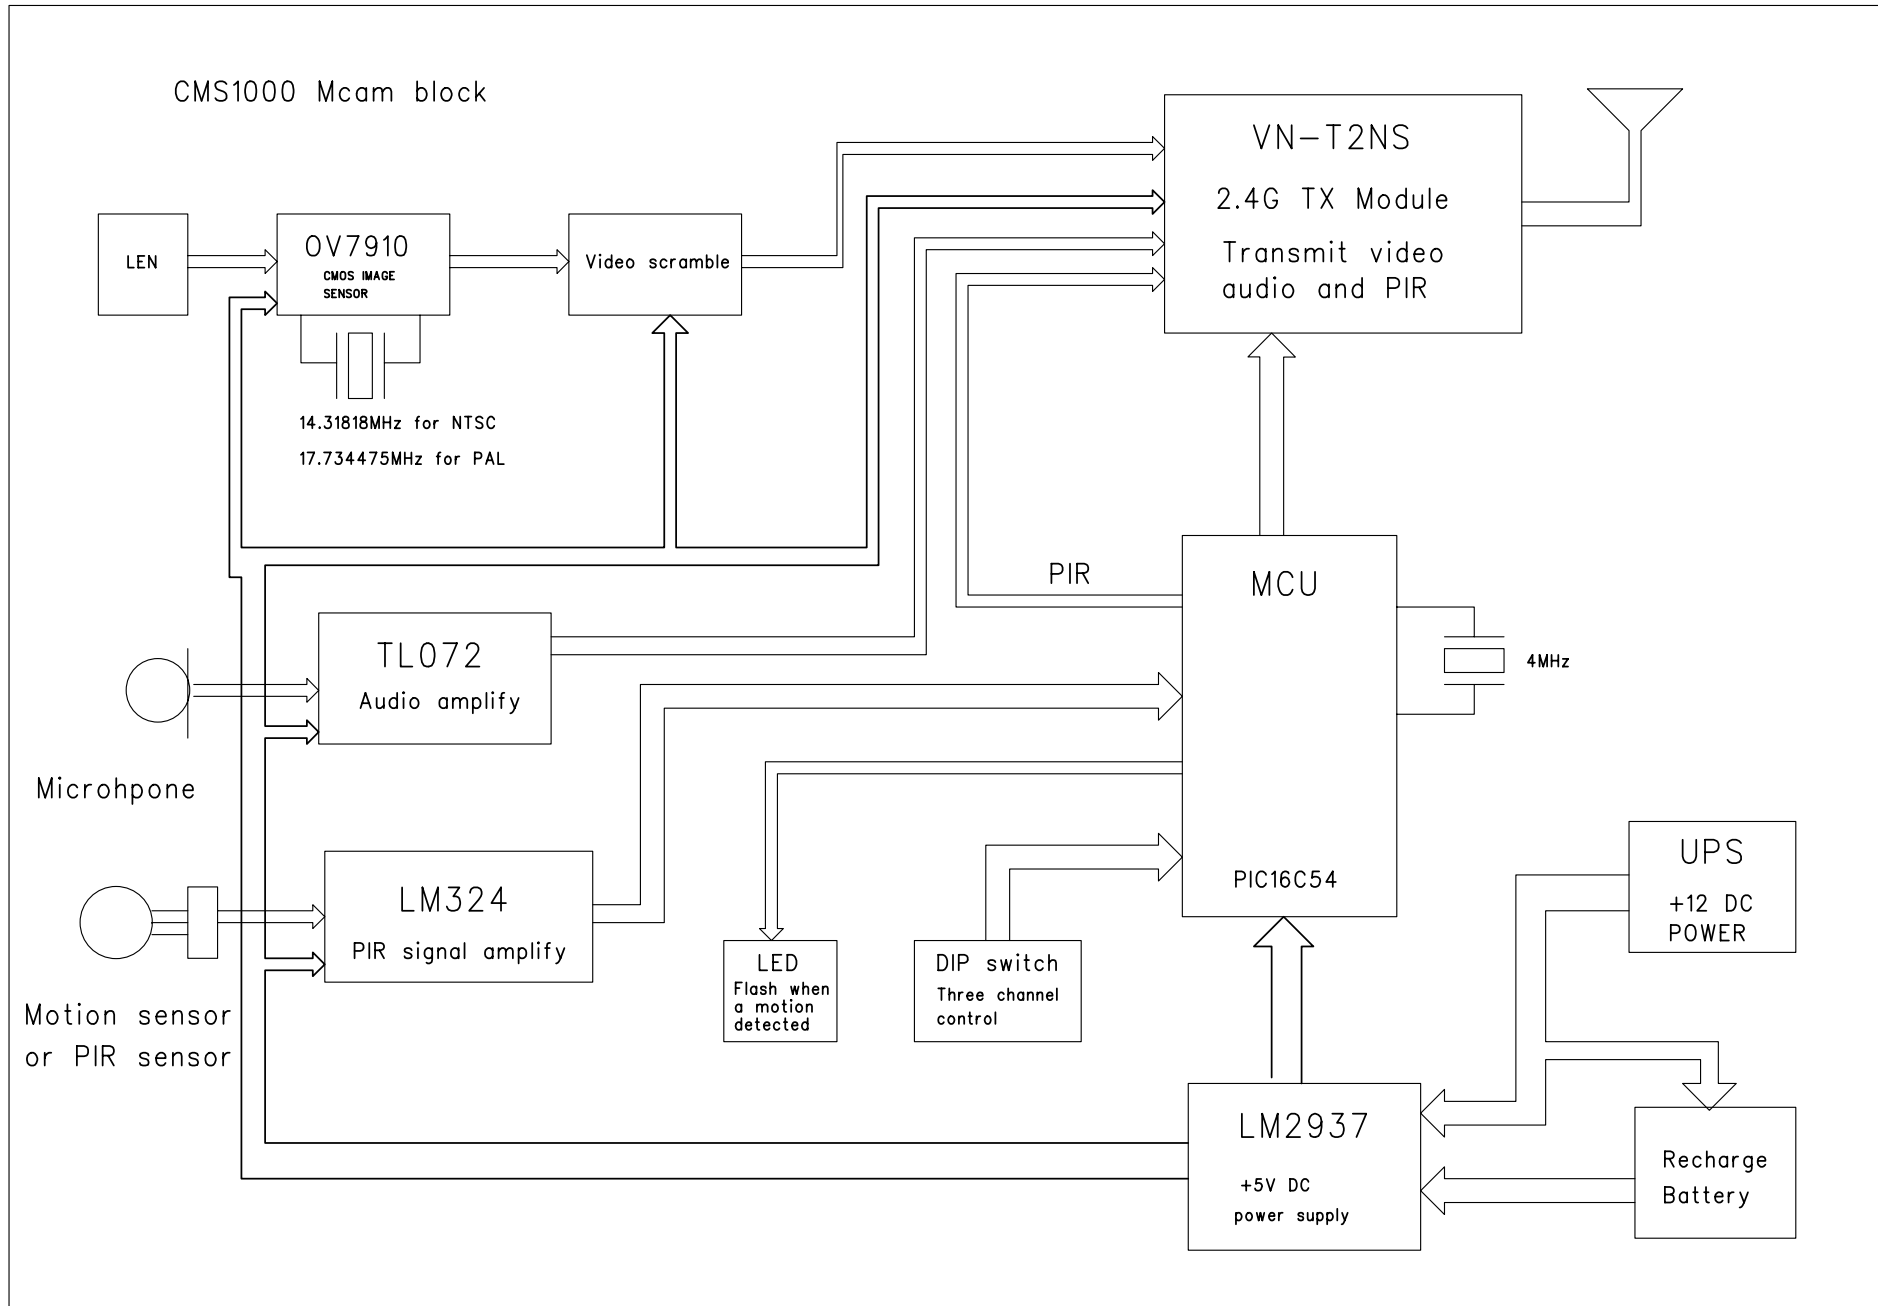 CMS1000 Mcam block
VN-T2NS
2.4G TX Module
Transmit video
audio and PIR
LEN
OV7910
CMOS IMAGE
SENSOR
Video scramble
14.31818MHz for NTSC
17.734475MHz for PAL
PIR
MCU
PIC16C54
4MHz
TL072
Audio amplify
Microhpone
LM324
PIR signal amplify
Motion sensor
or PIR sensor
LED
Flash when
a motion
detected
DIP switch
Three channel
control
UPS
+12 DC
POWER
LM2937
+5V DC
power supply
Recharge
Battery